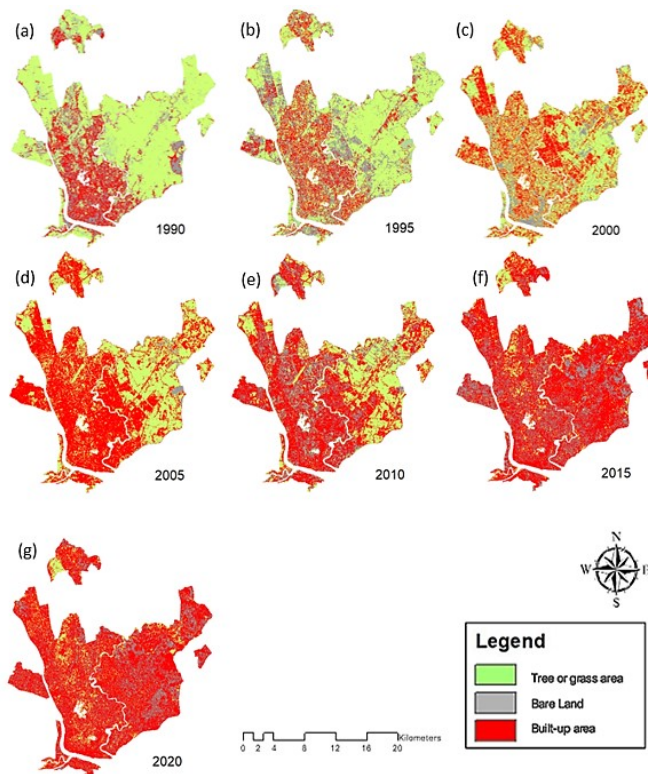 (a)
(b)
(c)
1990
1995
2000
(d)
(e)
(f)
2005
2010
2015
(g)
2020
N
W E
S
Legend
Tree or grass area
Bare Land
Built-up area
Kilometers
0 2 4 8 12 16 20